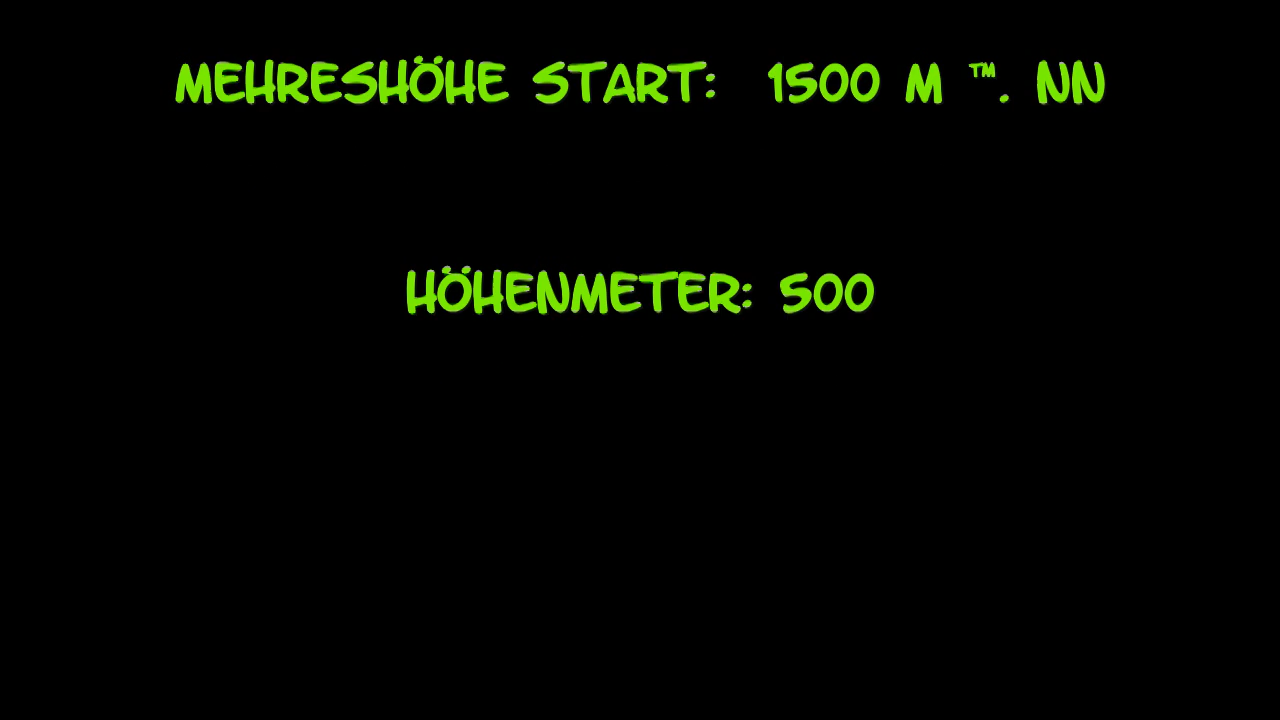 MEHRESHÖHE START: 1500 M ™. NN
HÖHENMETER: 500